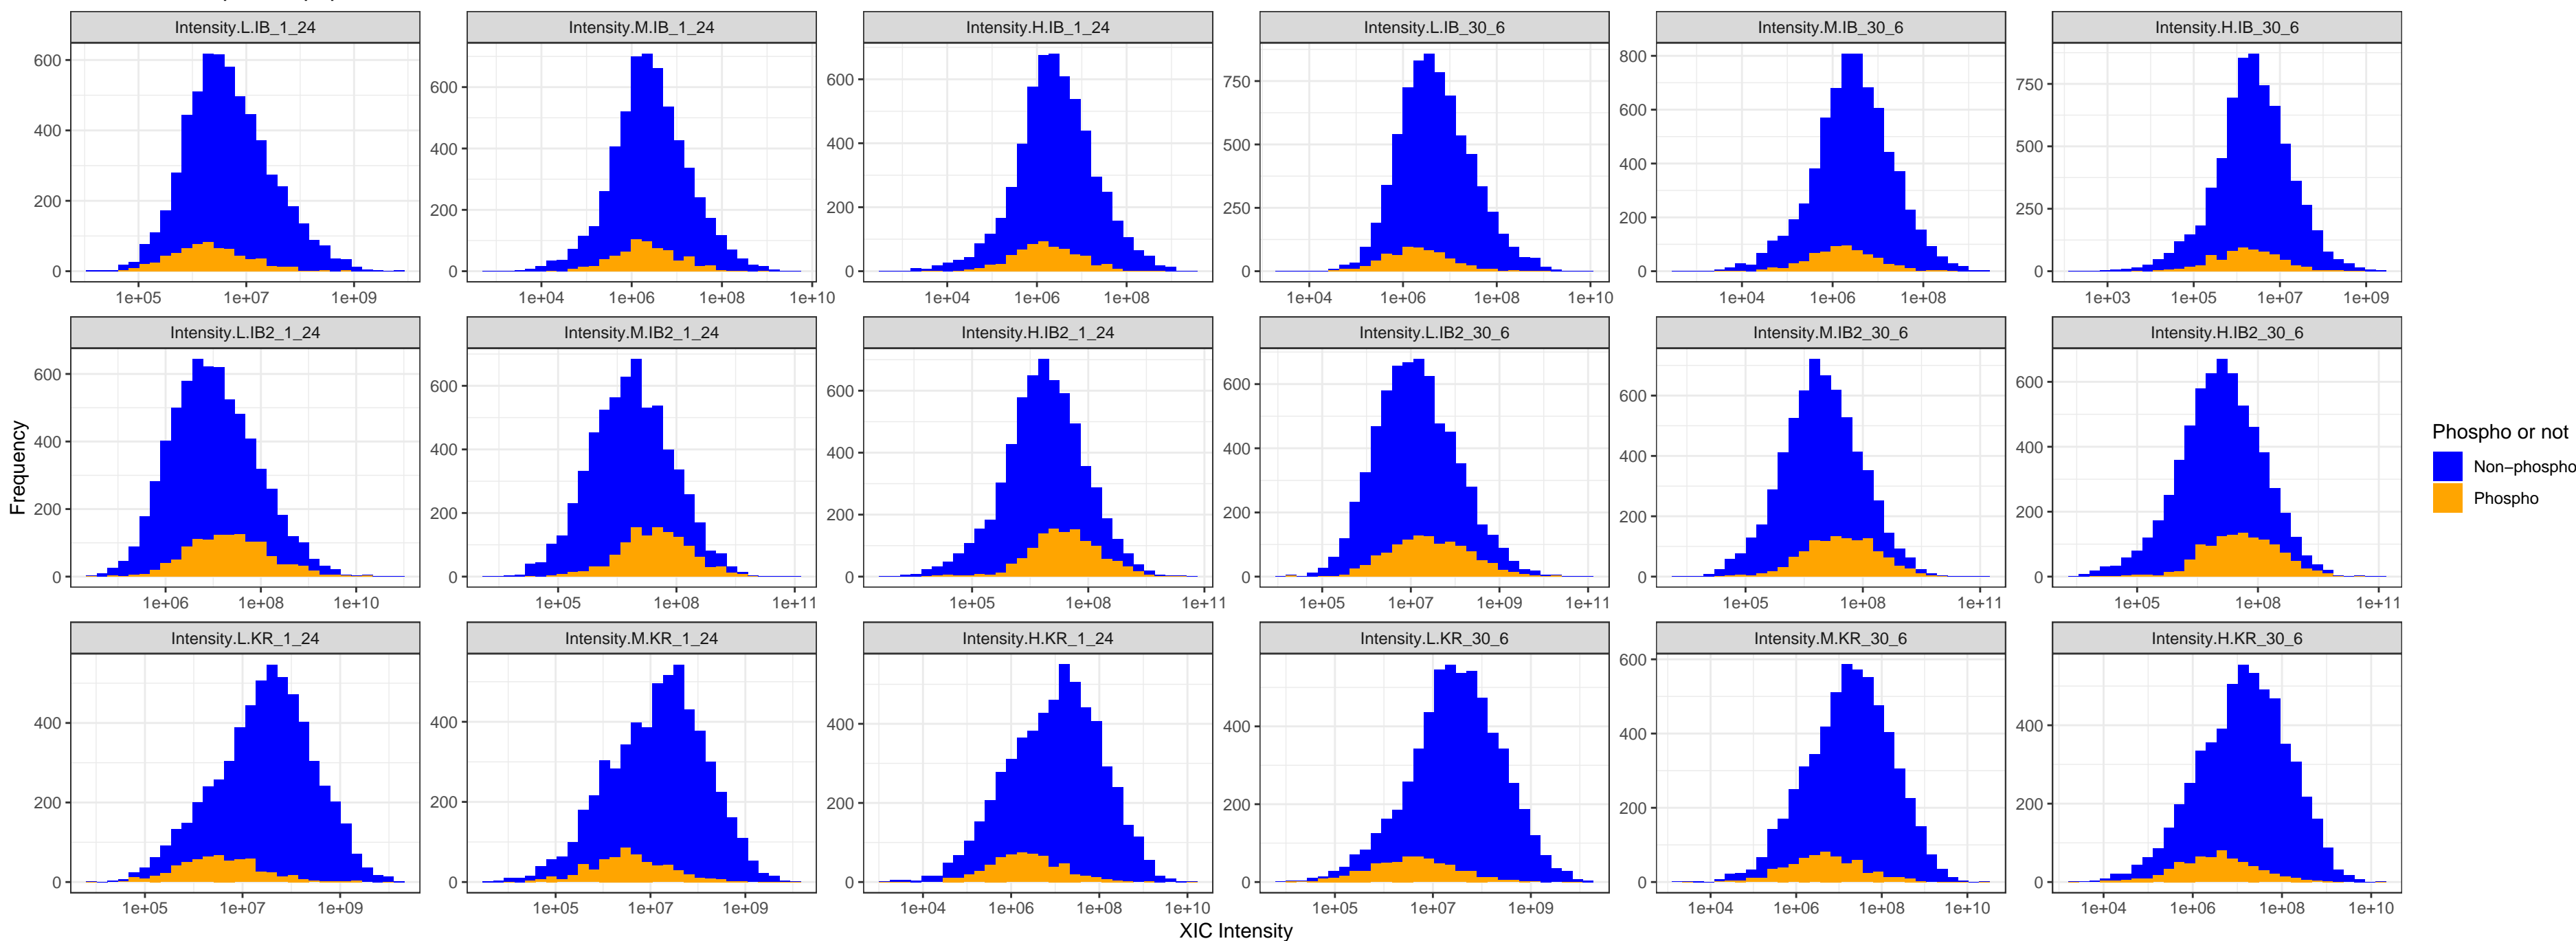 Intensity.L.IB_1_24 Intensity.M.IB_1_24 Intensity.H.IB_1_24 Intensity.L.IB_30_6 Intensity.M.IB_30_6 Intensity.H.IB_30_6
600 400 200 0
600 400 200 0
600 400 200 0
750 500 250 0
800 600 400 200 0
750 500 250 0
1e+05 1e+07 1e+09 1e+04 1e+06 1e+08 1e+10 1e+04 1e+06 1e+08 1e+04 1e+06 1e+08 1e+10 1e+04 1e+06 1e+08 1e+03 1e+05 1e+07 1e+09
Intensity.L.IB2_1_24 Intensity.M.IB2_1_24 Intensity.H.IB2_1_24 Intensity.L.IB2_30_6 Intensity.M.IB2_30_6 Intensity.H.IB2_30_6
Frequency
600 400 200 0
600 400 200 0
600 400 200 0
600 400 200 0
600 400 200 0
600 400 200 0
1e+06 1e+08 1e+10 1e+05 1e+08 1e+11 1e+05 1e+08 1e+11 1e+05 1e+07 1e+09 1e+11 1e+05 1e+08 1e+11 1e+05 1e+08 1e+11
Phospho or not
Non−phospho
Phospho
Intensity.L.KR_1_24 Intensity.M.KR_1_24 Intensity.H.KR_1_24 Intensity.L.KR_30_6 Intensity.M.KR_30_6 Intensity.H.KR_30_6
400 200 0
400 200 0
400 200 0
400 200 0
600 400 200 0
400 200 0
1e+05 1e+07 1e+09 1e+05 1e+07 1e+09 1e+04 1e+06 1e+08 1e+10 1e+05 1e+07 1e+09 1e+04 1e+06 1e+08 1e+10 1e+04 1e+06 1e+08 1e+10
XIC Intensity